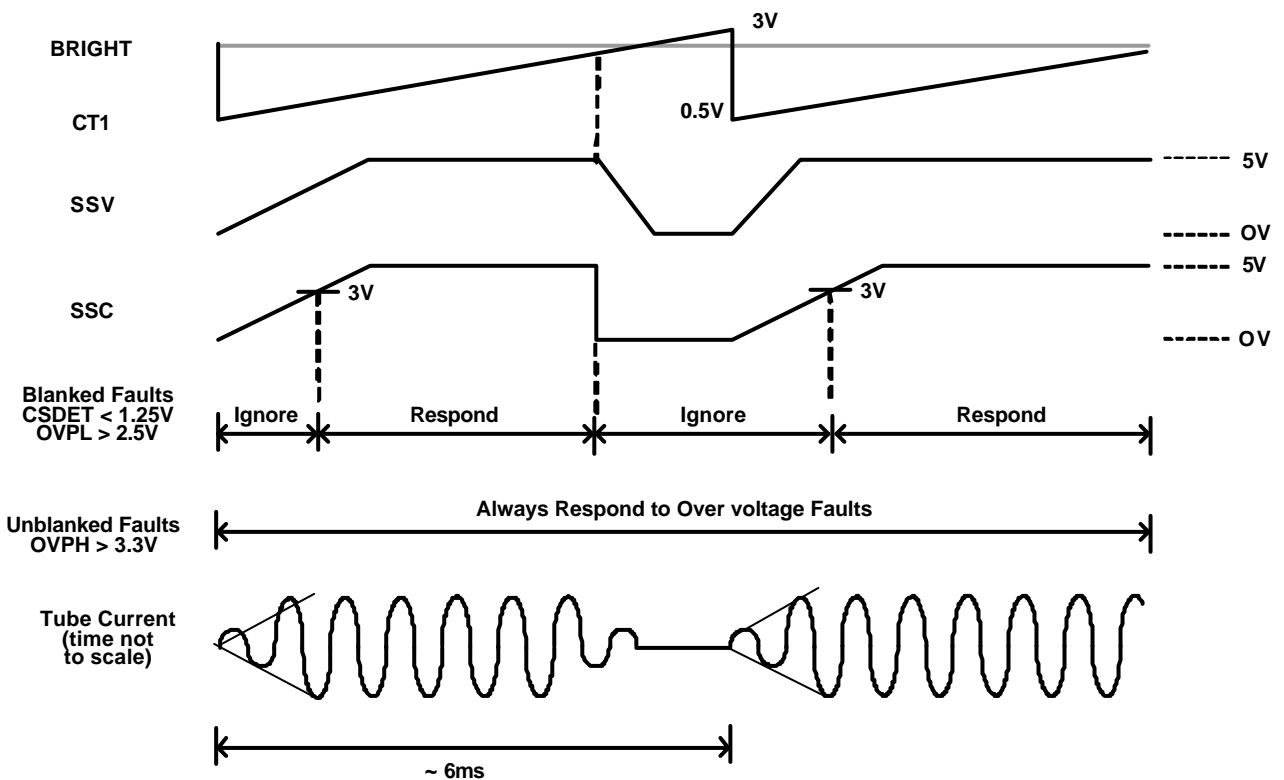 3V
BRIGHT
0.5V
CT1
5V
SSV
OV
5V
3V
3V
SSC
OV
Blanked Faults
CSDET < 1.25V
OVPL > 2.5V
Ignore
Respond
Ignore
Respond
Always Respond to Over voltage Faults
Unblanked Faults
OVPH > 3.3V
Tube Current
(time not
to scale)
~ 6ms